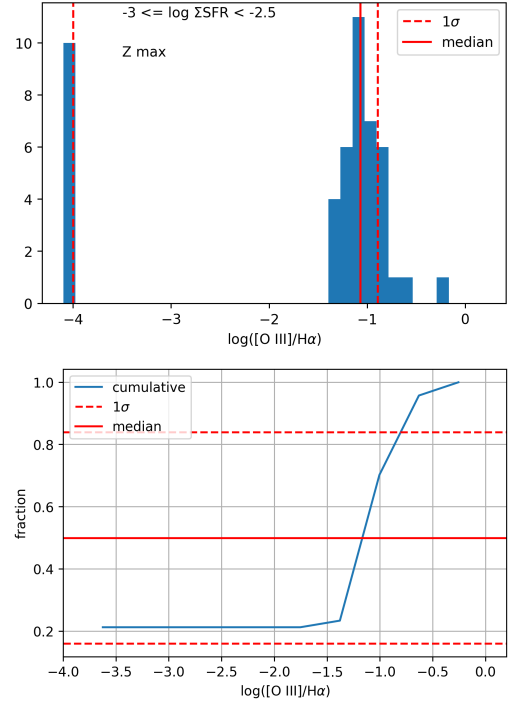 -3 <= log ΣSFR < -2.5
Z max
1σ
median
10
8
6
4
2
0
−4
−3
−2
−1
0
log([O III]/Hα)
cumulative
1σ
median
1.0
0.8
0.6
0.4
0.2
fraction
−4.0
−3.5
−3.0
−2.5
−2.0
−1.5
−1.0
−0.5
0.0
log([O III]/Hα)